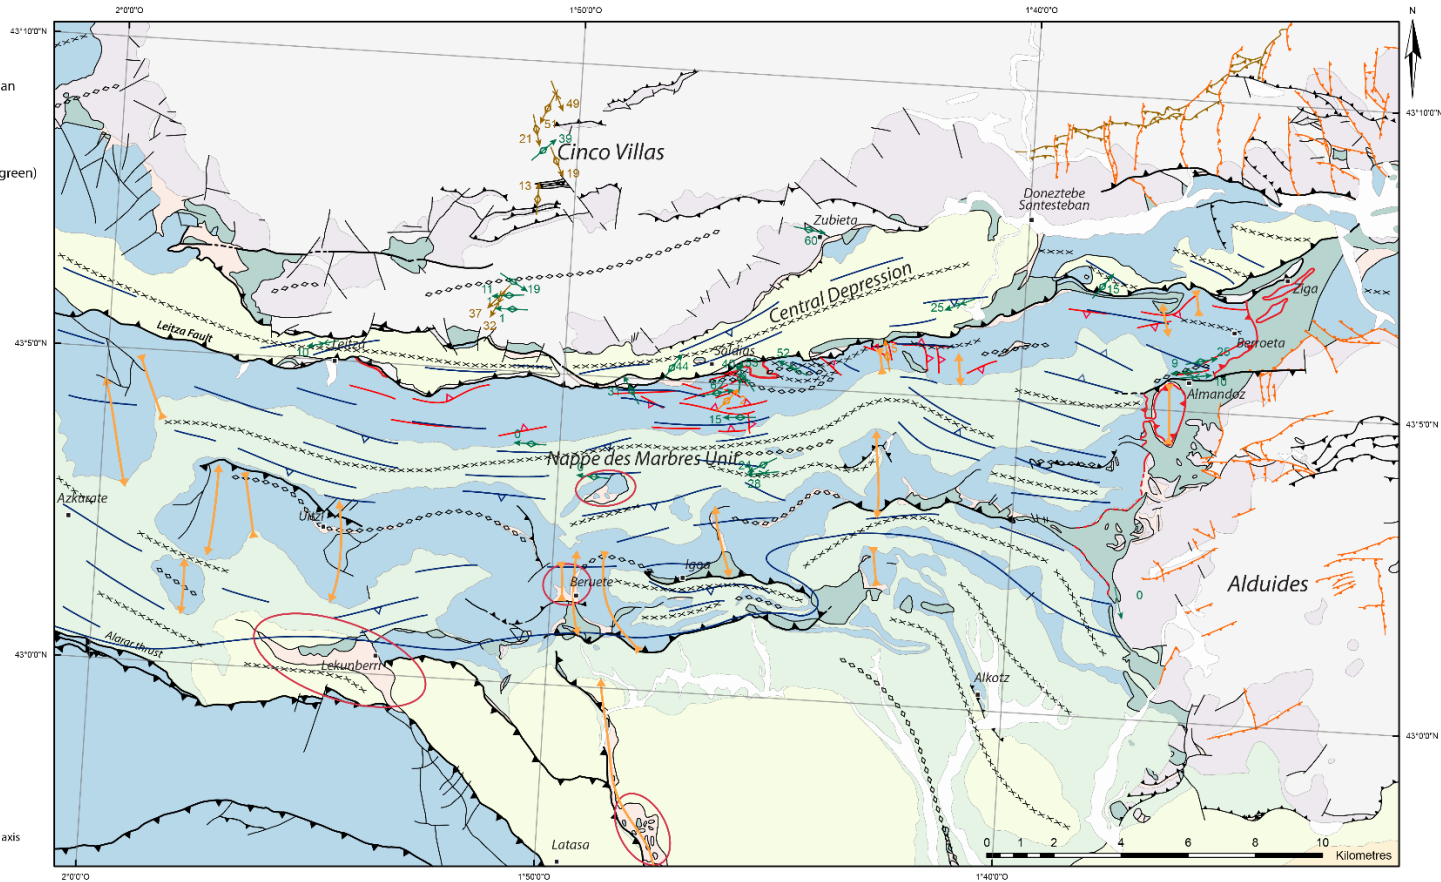 2°0'0"O
1°50'0"O
1°40'0"O
N
43°10'0"N
an
49
51
21
39
Cinco Villas
43°10'0"N
19
green)
13
Doneztebe
Santesteban
Zubieta
60
Central Depression
11
19
15
Ziga
1
37
25
32
Leitza Fault
43°5'0"N
Leitza
Saldias
52
Berroeta
10
44
25
9
10
31
Almandoz
15
0
43°5'0"N
Nappe des Marbres Unit
28
Azkarate
Uitzi
Igoa
Beruete
Alduides
0
Alarar thrust
43°0'0"N
Lekunberri
Alkotz
43°0'0"N
axis
Latasa
0 2 4 6 8 10
Kilometres
2°0'0"O
1°50'0"O
1°40'0"O